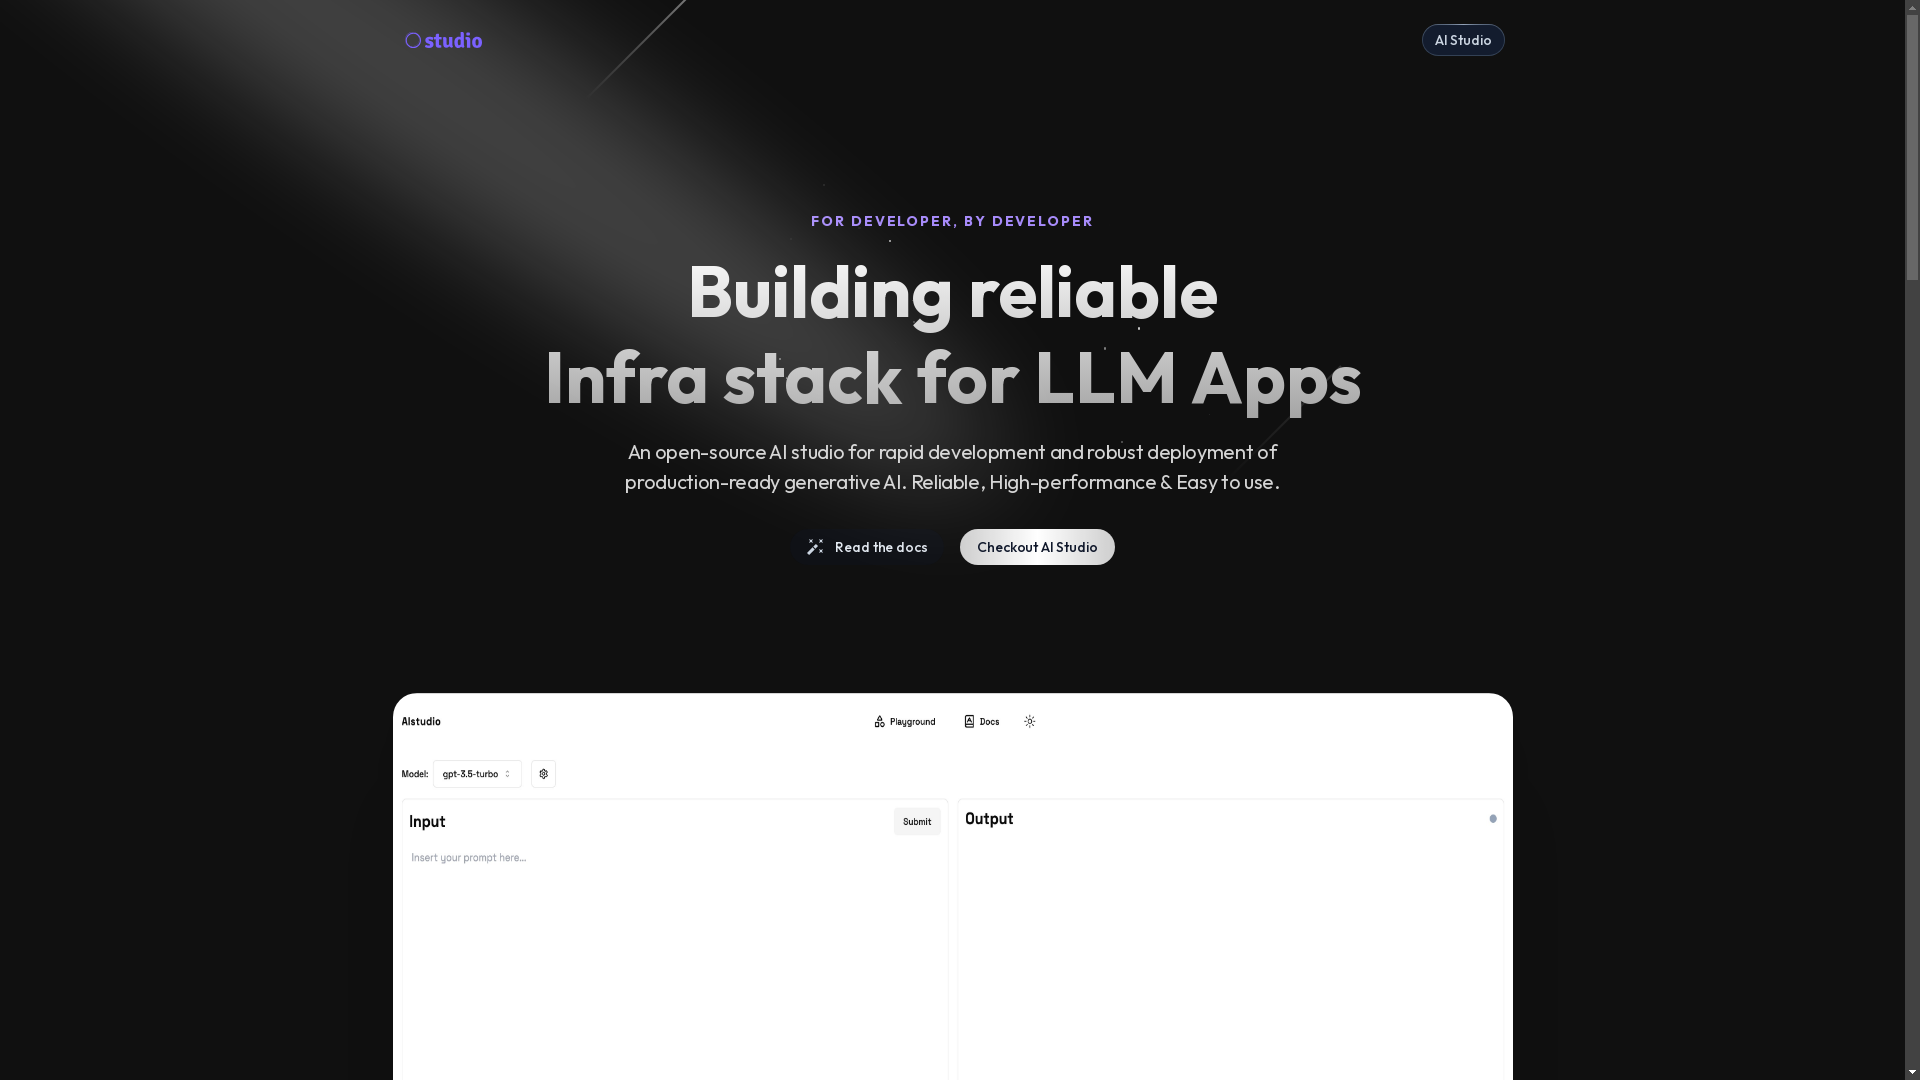 studio
AI Studio
FOR DEVELOPER, BY DEVELOPER
Building reliable
Infra stack for LLM Apps
An open-source AI studio for rapid development and robust deployment of
production-ready generative AI. Reliable, High-performance & Easy to use.
Read the docs
Checkout AI Studio
AIstudio
Playground
Docs
Model:
gpt-3.5-turbo
Input
Submit
Output
Insert your prompt here...